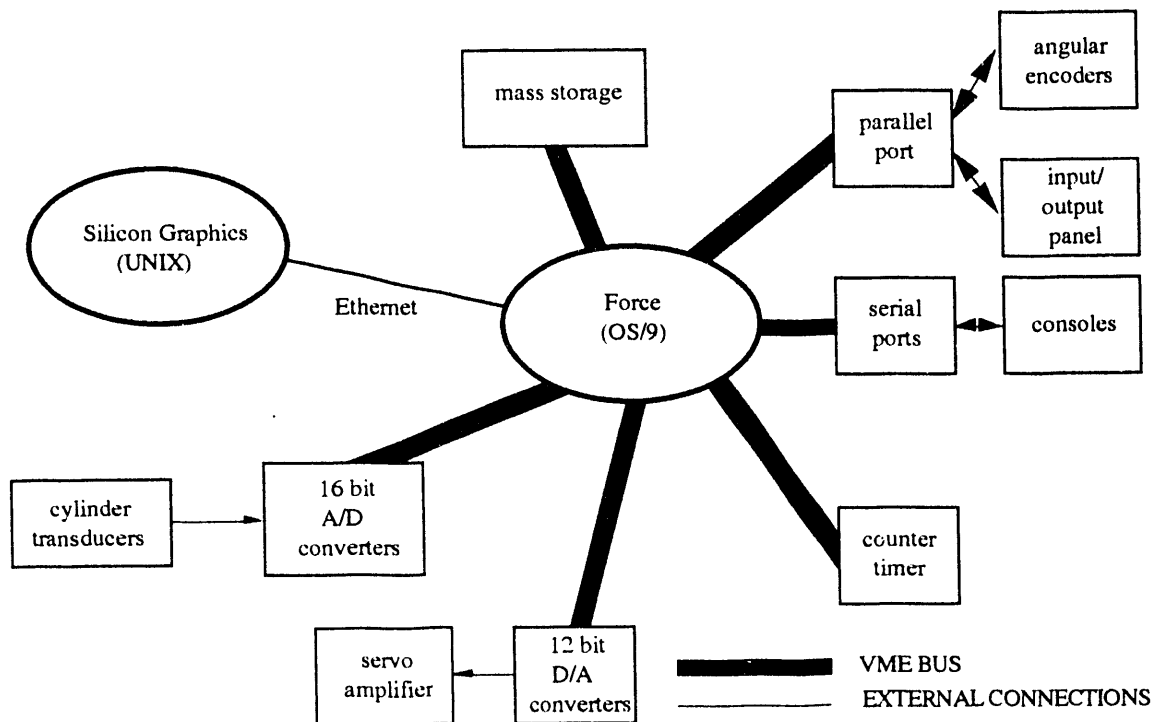 mass storage
angular
encoders
parallel
port
input/
output
panel
Silicon Graphics
(UNIX)
Ethernet
Force
(OS/9)
serial
ports
consoles
cylinder
transducers
16 bit
A/D
converters
counter
timer
servo
amplifier
12 bit
D/A
converters
VME BUS
EXTERNAL CONNECTIONS